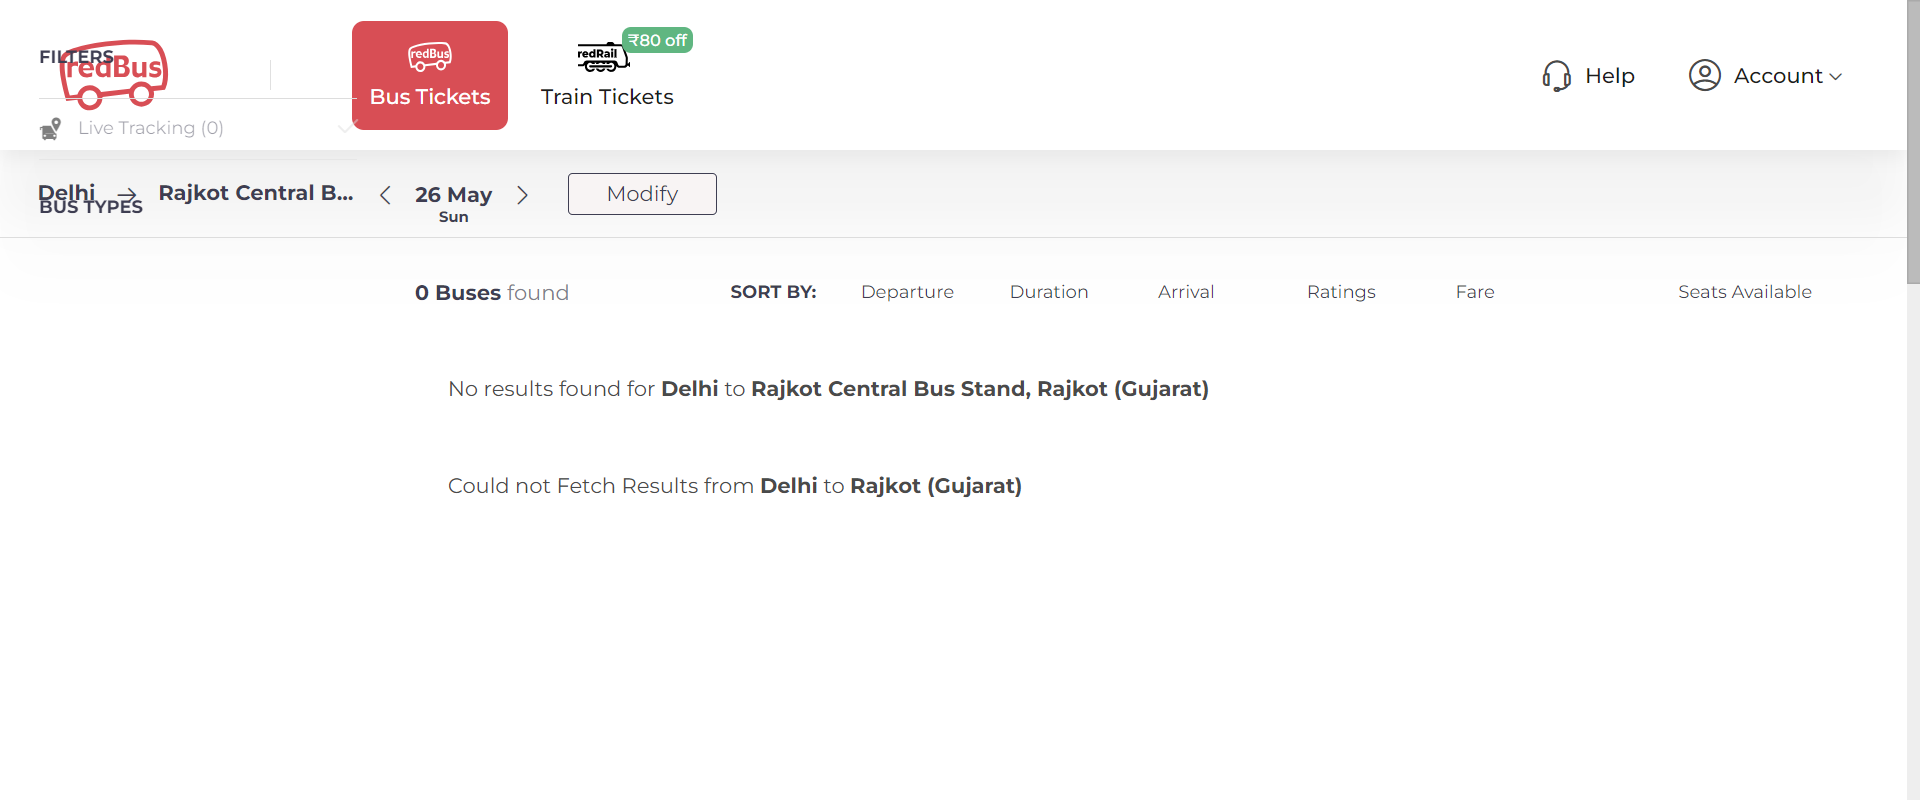 FILTERS
redBus
Live Tracking (0)
redBus
Bus Tickets
redRail
₹80 off
Train Tickets
Help
Account
Delhi → Rajkot Central B... < 26 May >
Sun
Modify
BUS TYPES
0 Buses found
SORT BY: Departure Duration Arrival Ratings Fare Seats Available
No results found for Delhi to Rajkot Central Bus Stand, Rajkot (Gujarat)
Could not Fetch Results from Delhi to Rajkot (Gujarat)